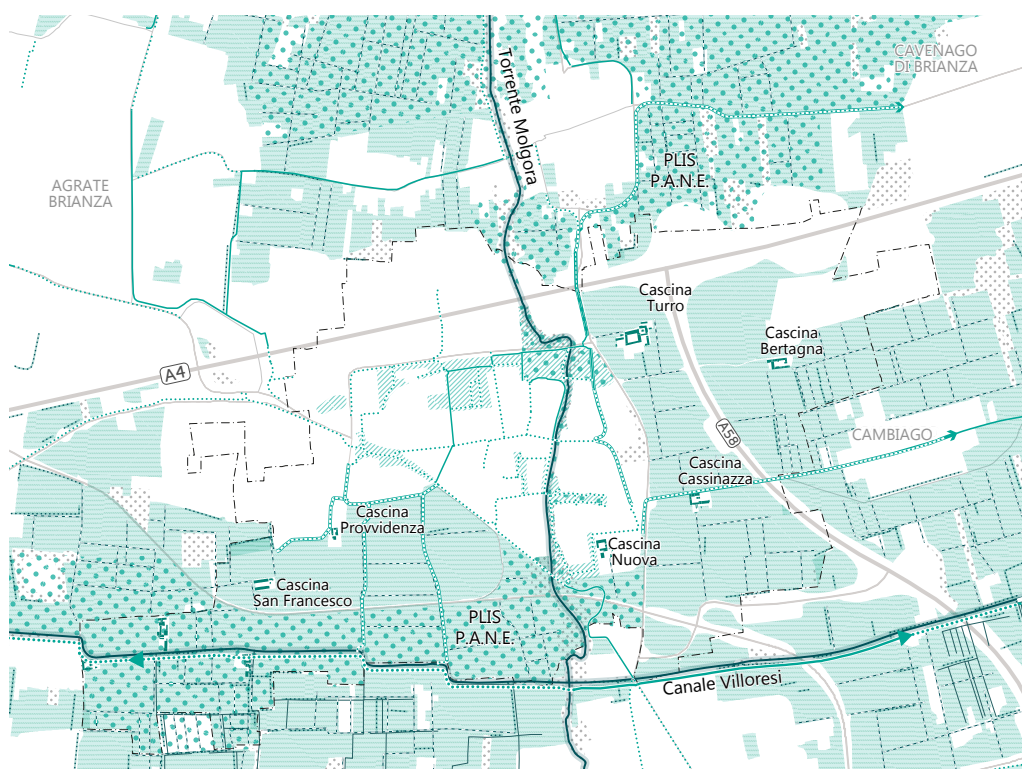 CAVENAGO
DI BRIANZA
Torrente Molgora
PLIS
P.A.N.E.
AGRATE
BRIANZA
Cascina
Turro
Cascina
Bertagna
A4
A58
CAMBIAGO
Cascina
Cassinazza
Cascina
Provvidenza
Cascina
Nuova
Cascina
San Francesco
PLIS
P.A.N.E.
Canale Villoresi